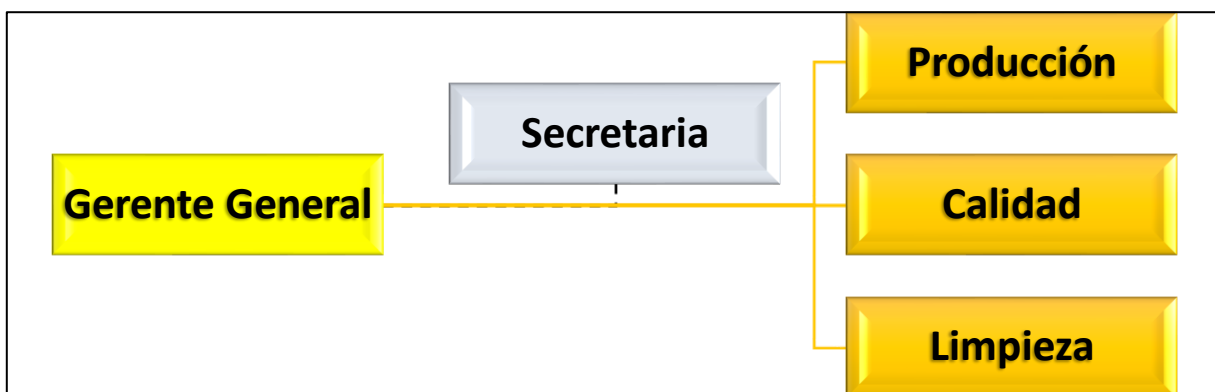 Gerente General
Secretaria
Producción
Calidad
Limpieza